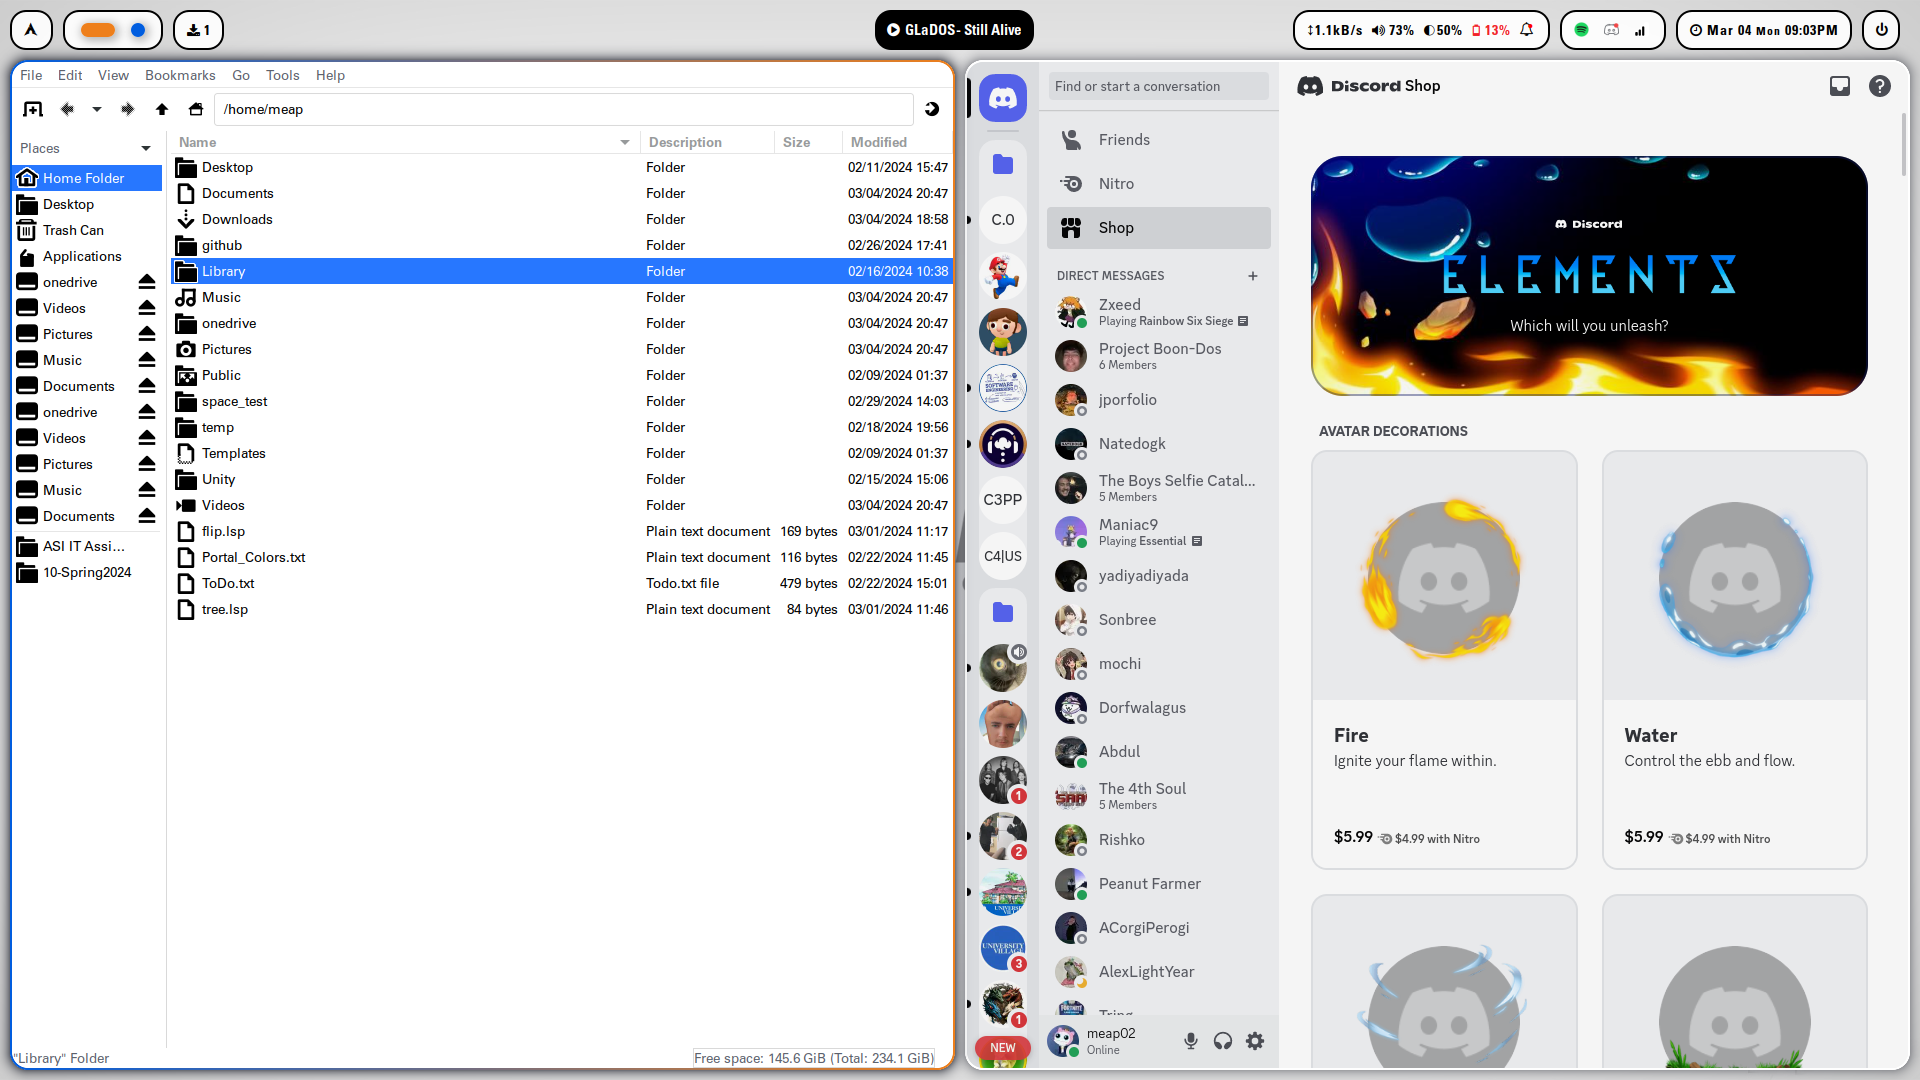 1
GLaDOS- Still Alive
↕1.1kB/s 73% 50% 13%
Mar 04 Mon 09:03PM
File Edit View Bookmarks Go Tools Help
/home/meap
Places
Home Folder
Desktop
Trash Can
Applications
onedrive
Videos
Pictures
Music
Documents
onedrive
Videos
Pictures
Music
Documents
ASI IT Assi...
10-Spring2024
Name Description Size Modified
Desktop Folder 02/11/2024 15:47
Documents Folder 03/04/2024 20:47
Downloads Folder 03/04/2024 18:58
github Folder 02/26/2024 17:41
Library Folder 02/16/2024 10:38
Music Folder 03/04/2024 20:47
onedrive Folder 03/04/2024 20:47
Pictures Folder 03/04/2024 20:47
Public Folder 02/09/2024 01:37
space_test Folder 02/29/2024 14:03
temp Folder 02/18/2024 19:56
Templates Folder 02/09/2024 01:37
Unity Folder 02/15/2024 15:06
Videos Folder 03/04/2024 20:47
flip.lsp Plain text document 169 bytes 03/01/2024 11:17
Portal_Colors.txt Plain text document 116 bytes 02/22/2024 11:45
ToDo.txt Todo.txt file 479 bytes 02/22/2024 15:01
tree.lsp Plain text document 84 bytes 03/01/2024 11:46
"Library" Folder
Free space: 145.6 GiB (Total: 234.1 GiB)
C.0
SOFTWARE ENGINEERING
C3PP
C4|US
1
2
UNIVERSITY VILLAGE
3
1
NEW
Find or start a conversation
Friends
Nitro
Shop
DIRECT MESSAGES
Zxeed
Playing Rainbow Six Siege
Project Boon-Dos
6 Members
jporfolio
Natedogk
The Boys Selfie Catal...
5 Members
Maniac9
Playing Essential
yadiyadiyada
Sonbree
mochi
Dorfwalagus
Abdul
The 4th Soul
5 Members
Rishko
Peanut Farmer
ACorgiPerogi
AlexLightYear
meap02
Online
Discord Shop
Discord
ELEMENTS
Which will you unleash?
AVATAR DECORATIONS
Fire
Ignite your flame within.
$5.99 $4.99 with Nitro
Water
Control the ebb and flow.
$5.99 $4.99 with Nitro